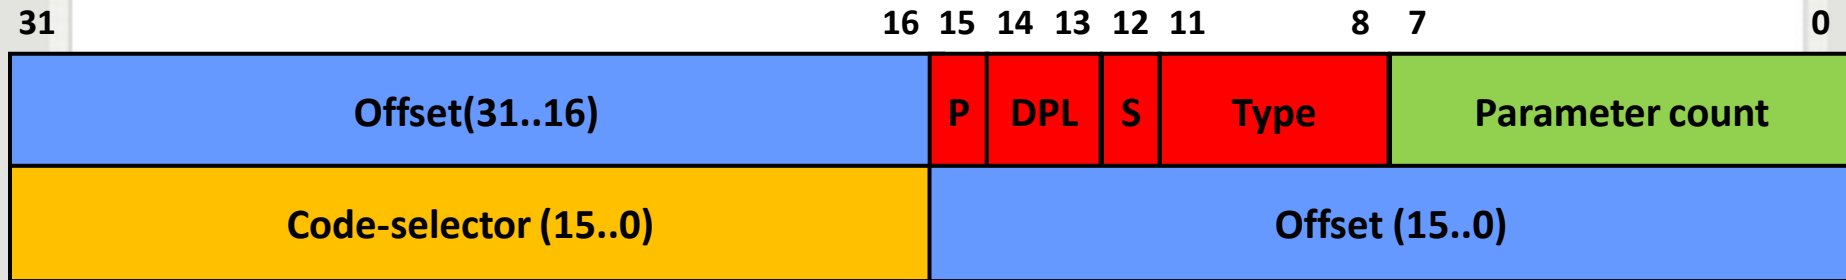 31 16 15 14 13 12 11 8 7 0
Offset(31..16) P DPL S Type Parameter count
Code-selector (15..0) Offset (15..0)